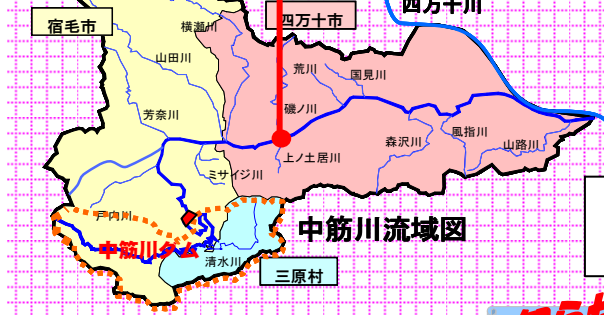 四万十川
宿毛市
四万十市
横瀬川
山田川
荒川
国見川
芳奈川
磯ノ川
森沢川
風指川
山路川
上ノ土居川
ミサイジ川
戸内川
中筋川ダム
清水川
中筋川流域図
三原村